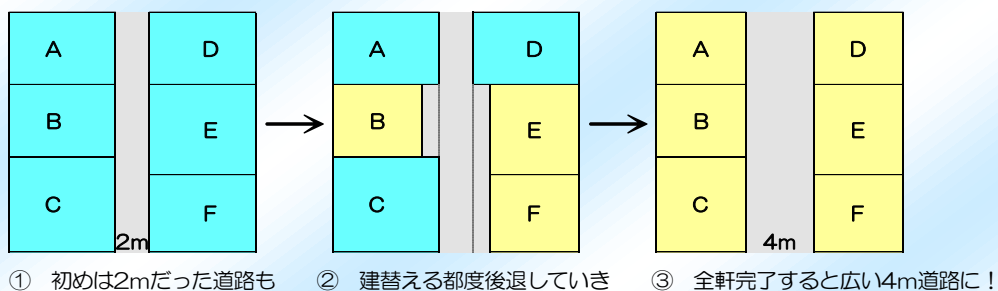 A D
B E
C F
2m
A D
B E
C F
A D
B E
C F
4m
① 初めは2mだった道路も
② 建替える都度後退していき
③ 全軒完了すると広い4m道路に！